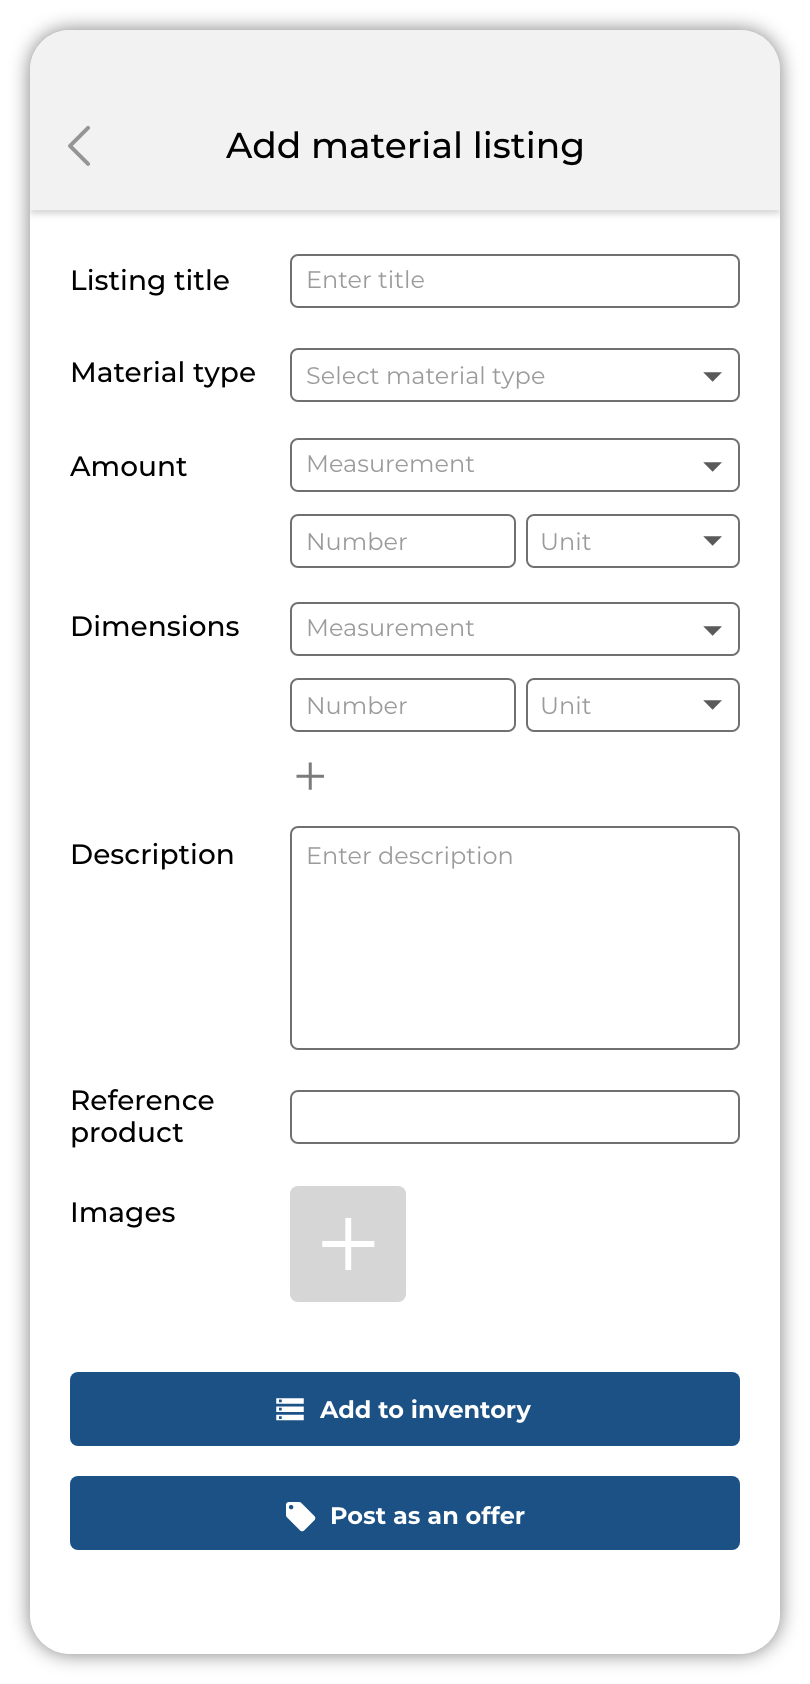 Add material listing
Listing title
Enter title
Material type
Select material type
Amount
Measurement
Number
Unit
Dimensions
Measurement
Number
Unit
Description
Enter description
Reference
product
Images
Add to inventory
Post as an offer